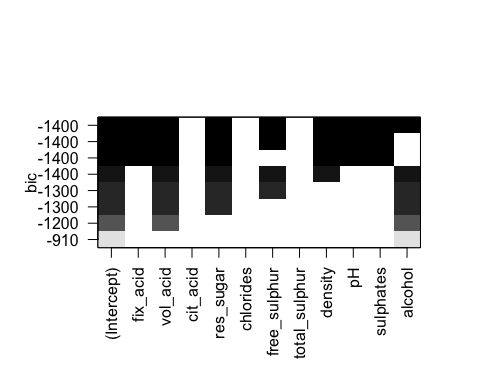 bic
-1400
-1400
-1400
-1400
-1300
-1300
-1200
-910
(Intercept)
fix_acid
vol_acid
cit_acid
res_sugar
chlorides
free_sulphur
total_sulphur
density
pH
sulphates
alcohol